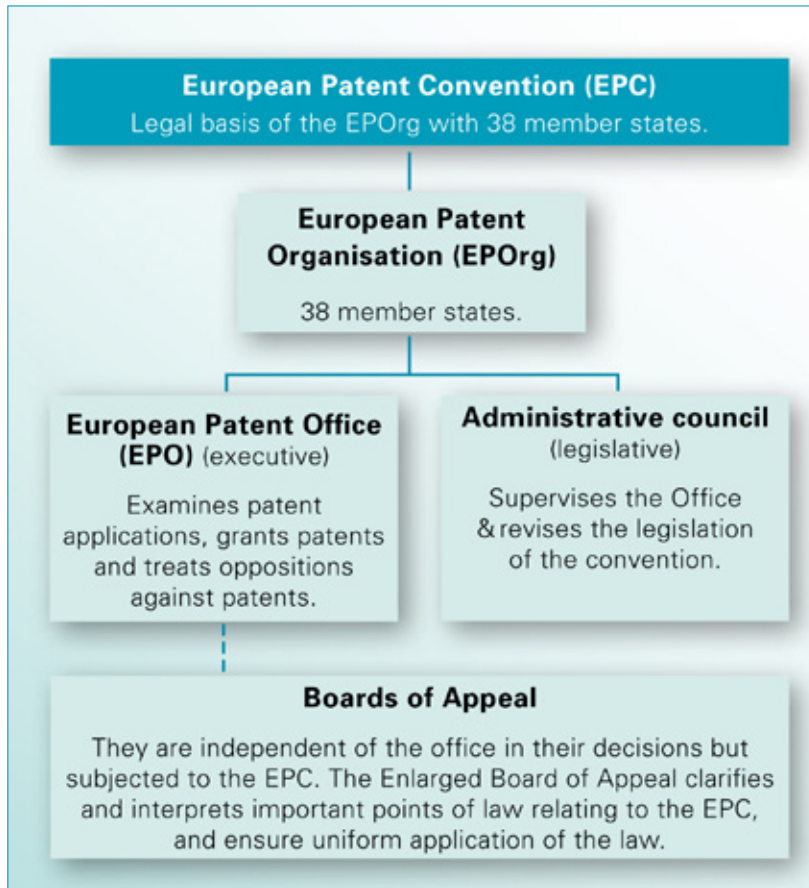 European Patent Convention (EPC)
Legal basis of the EPOrg with 38 member states.
European Patent
Organisation (EPOrg)
38 member states.
European Patent Office
(EPO) (executive)
Examines patent
applications, grants patents
and treats oppositions
against patents.
Administrative council
(legislative)
Supervises the Office
& revises the legislation
of the convention.
Boards of Appeal
They are independent of the office in their decisions but
subjected to the EPC. The Enlarged Board of Appeal clarifies
and interprets important points of law relating to the EPC,
and ensure uniform application of the law.